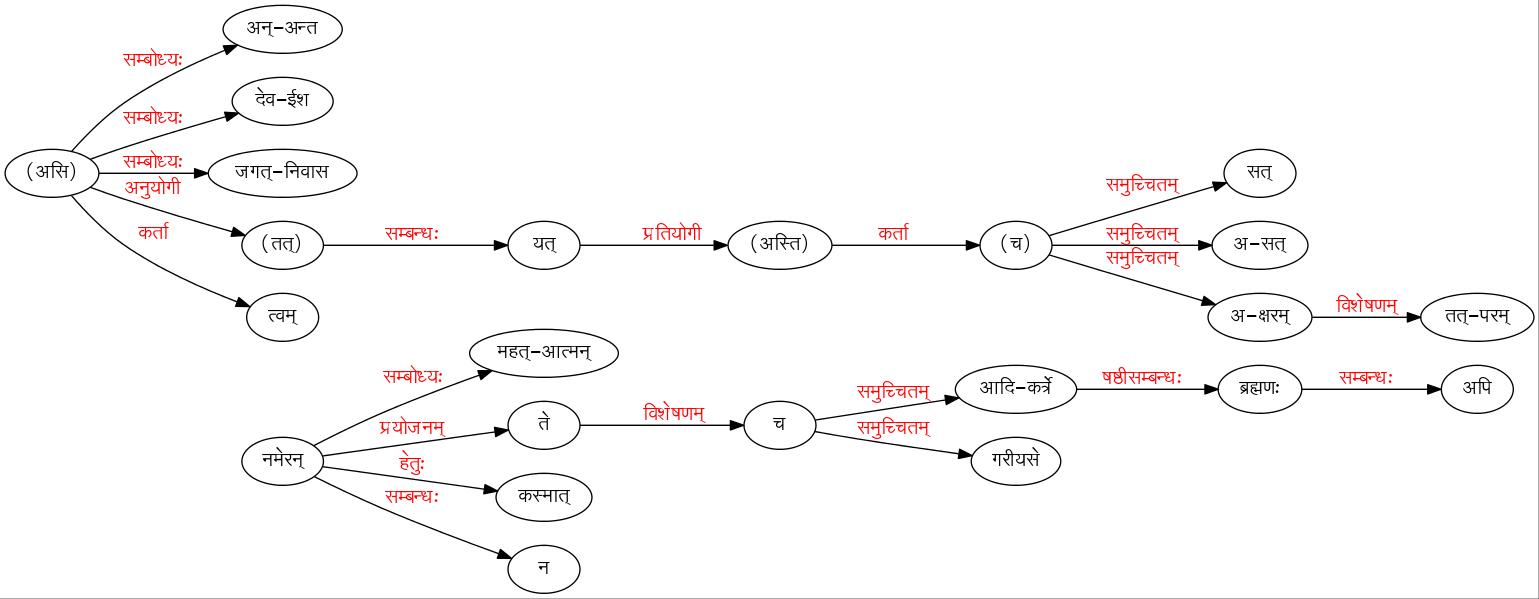 अन्-अन्त
सम्बोध्यः
देव-ईश
सम्बोध्यः
(असि)
सम्बोध्यः
जगत्-निवास
अनुयोगी
कर्ता
(तत्)
सम्बन्धः
यत्
प्रतियोगी
(अस्ति)
कर्ता
(च)
समुच्चितम्
सत्
समुच्चितम्
अ-सत्
समुच्चितम्
अ-क्षरम्
विशेषणम्
तत्-परम्
त्वम्
महत्-आत्मन्
सम्बोध्यः
नमेरन्
प्रयोजनम्
ते
विशेषणम्
च
समुच्चितम्
आदि-कर्त्रे
षष्ठीसम्बन्धः
ब्रह्मणः
सम्बन्धः
अपि
समुच्चितम्
गरीयसे
हेतुः
कस्मात्
सम्बन्धः
न